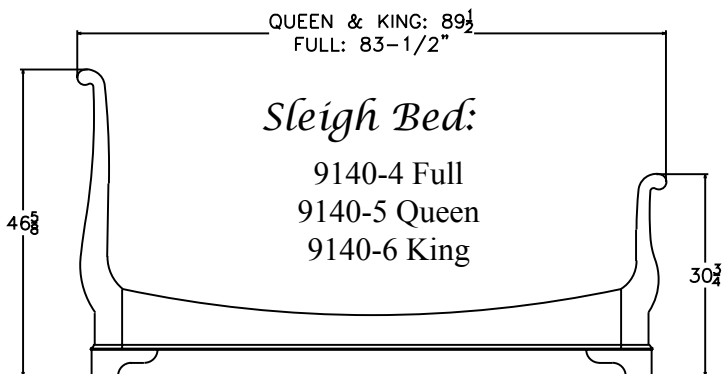 QUEEN & KING: 89½
FULL: 83-1/2"
Sleigh Bed:
9140-4 Full
9140-5 Queen
9140-6 King
46⅝
30¾